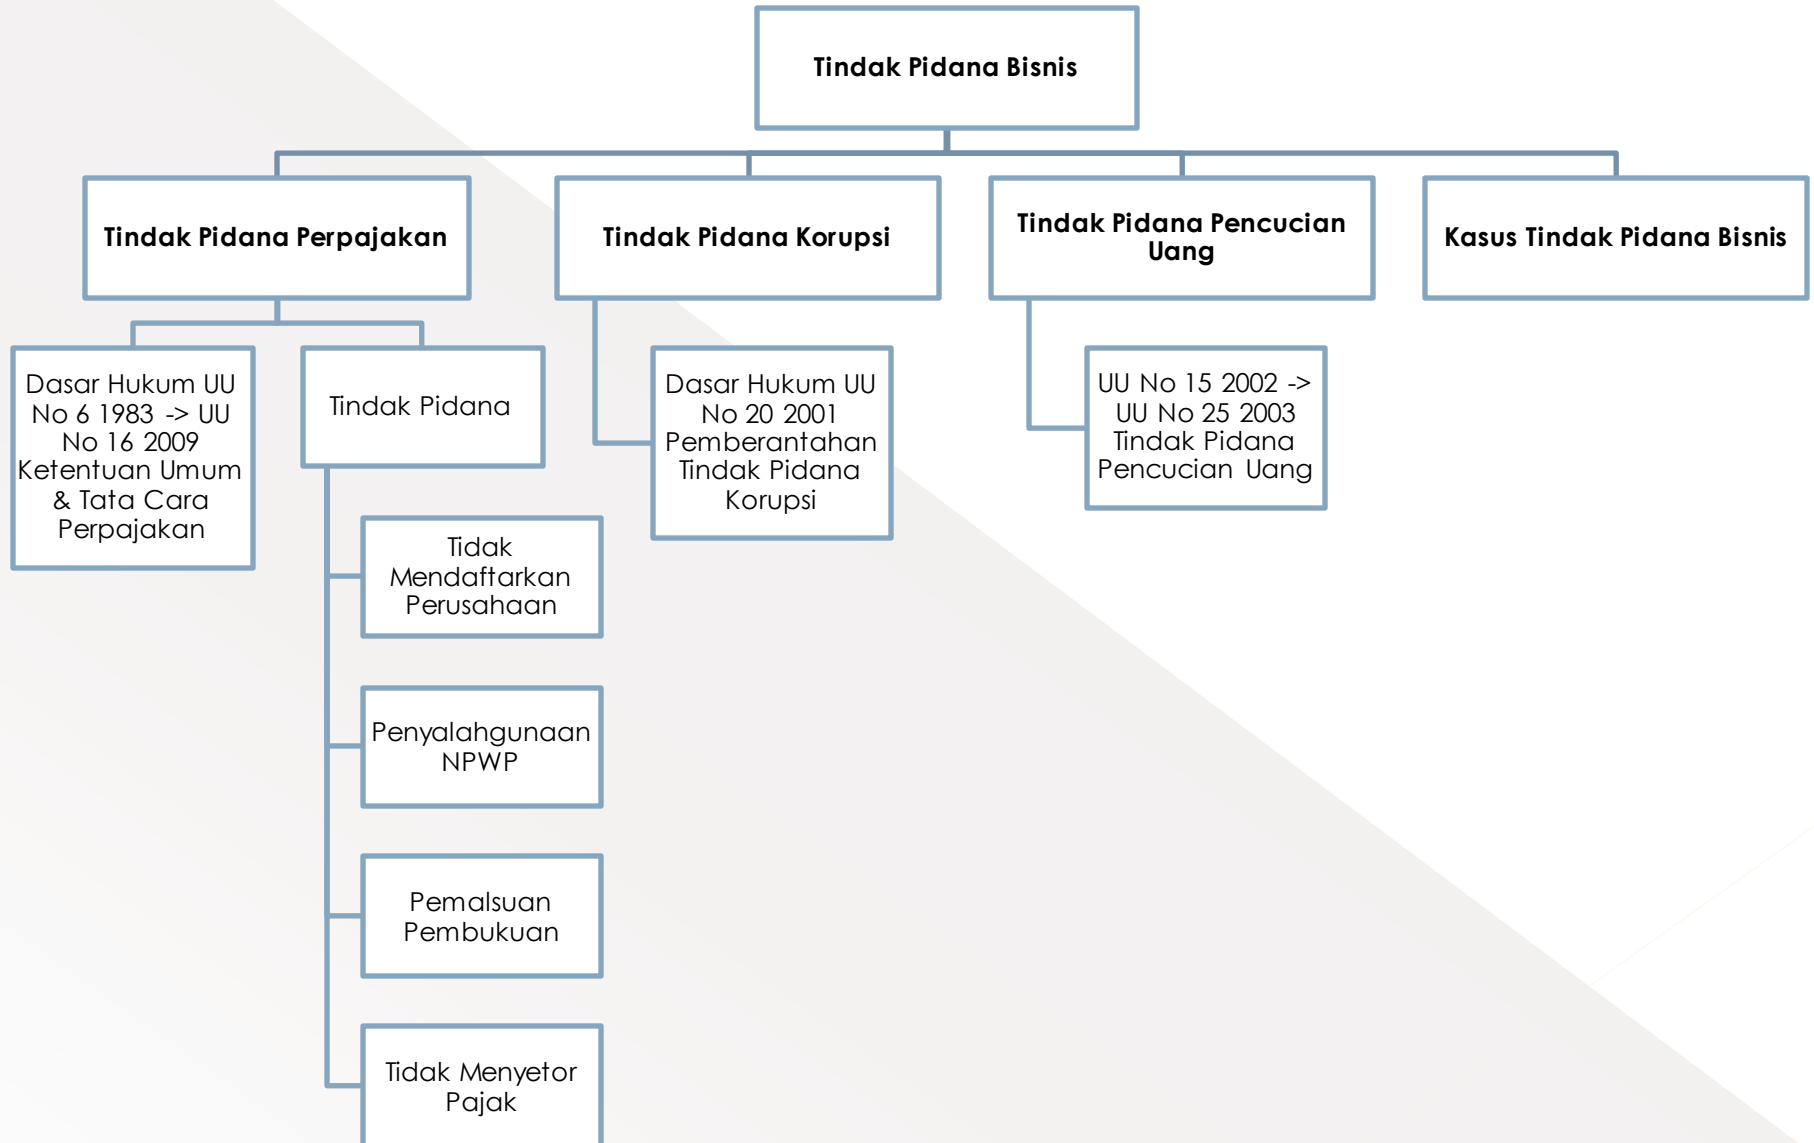 Tindak Pidana Bisnis
Tindak Pidana Perpajakan
Tindak Pidana Korupsi
Tindak Pidana Pencucian
Uang
Kasus Tindak Pidana Bisnis
Dasar Hukum UU
No 6 1983 -> UU
No 16 2009
Ketentuan Umum
& Tata Cara
Perpajakan
Tindak Pidana
Tidak
Mendaftarkan
Perusahaan
Penyalahgunaan
NPWP
Pemalsuan
Pembukuan
Tidak Menyetor
Pajak
Dasar Hukum UU
No 20 2001
Pemberantahan
Tindak Pidana
Korupsi
UU No 15 2002 ->
UU No 25 2003
Tindak Pidana
Pencucian Uang